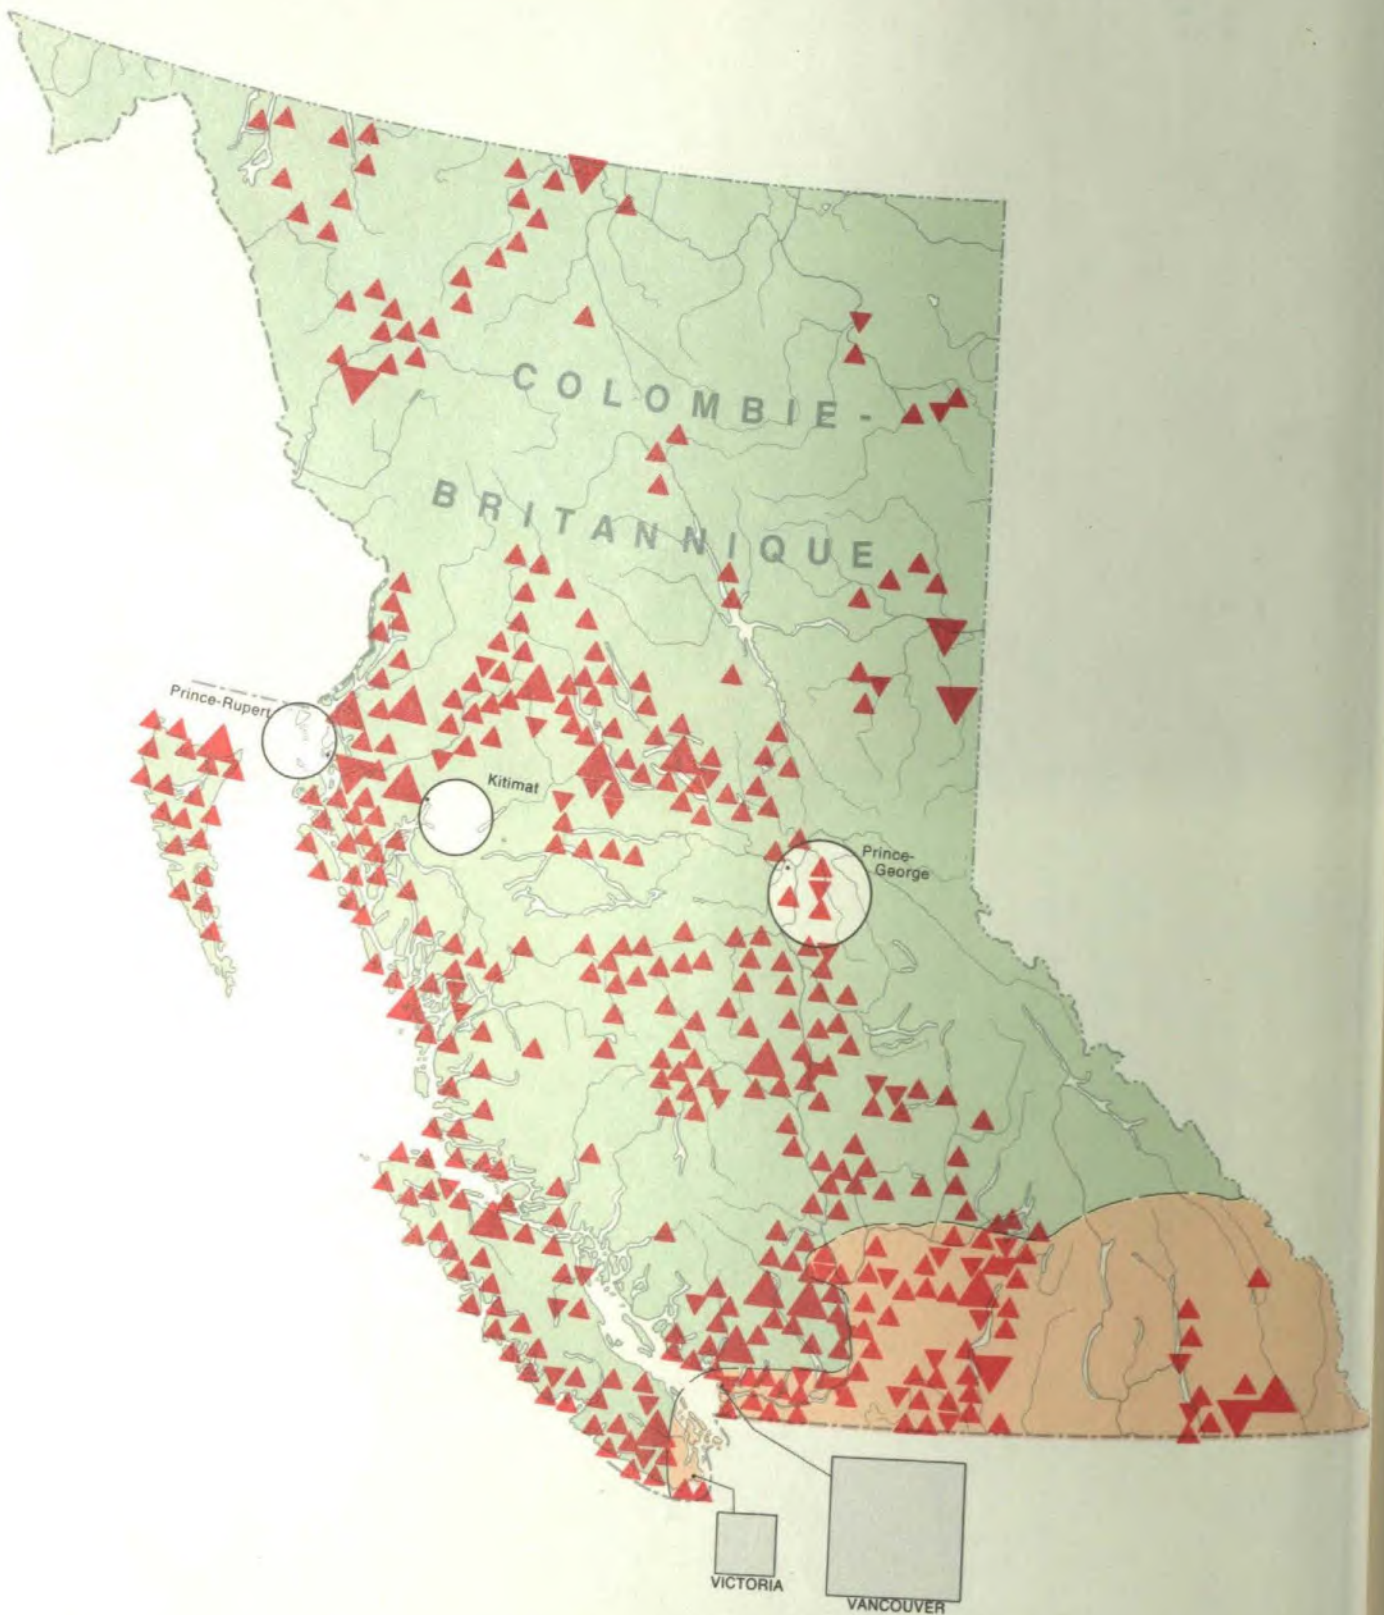 COLOMBIE-
BRITANNIQUE
Prince-Rupert
Kitimat
Prince-
George
VICTORIA
VANCOUVER